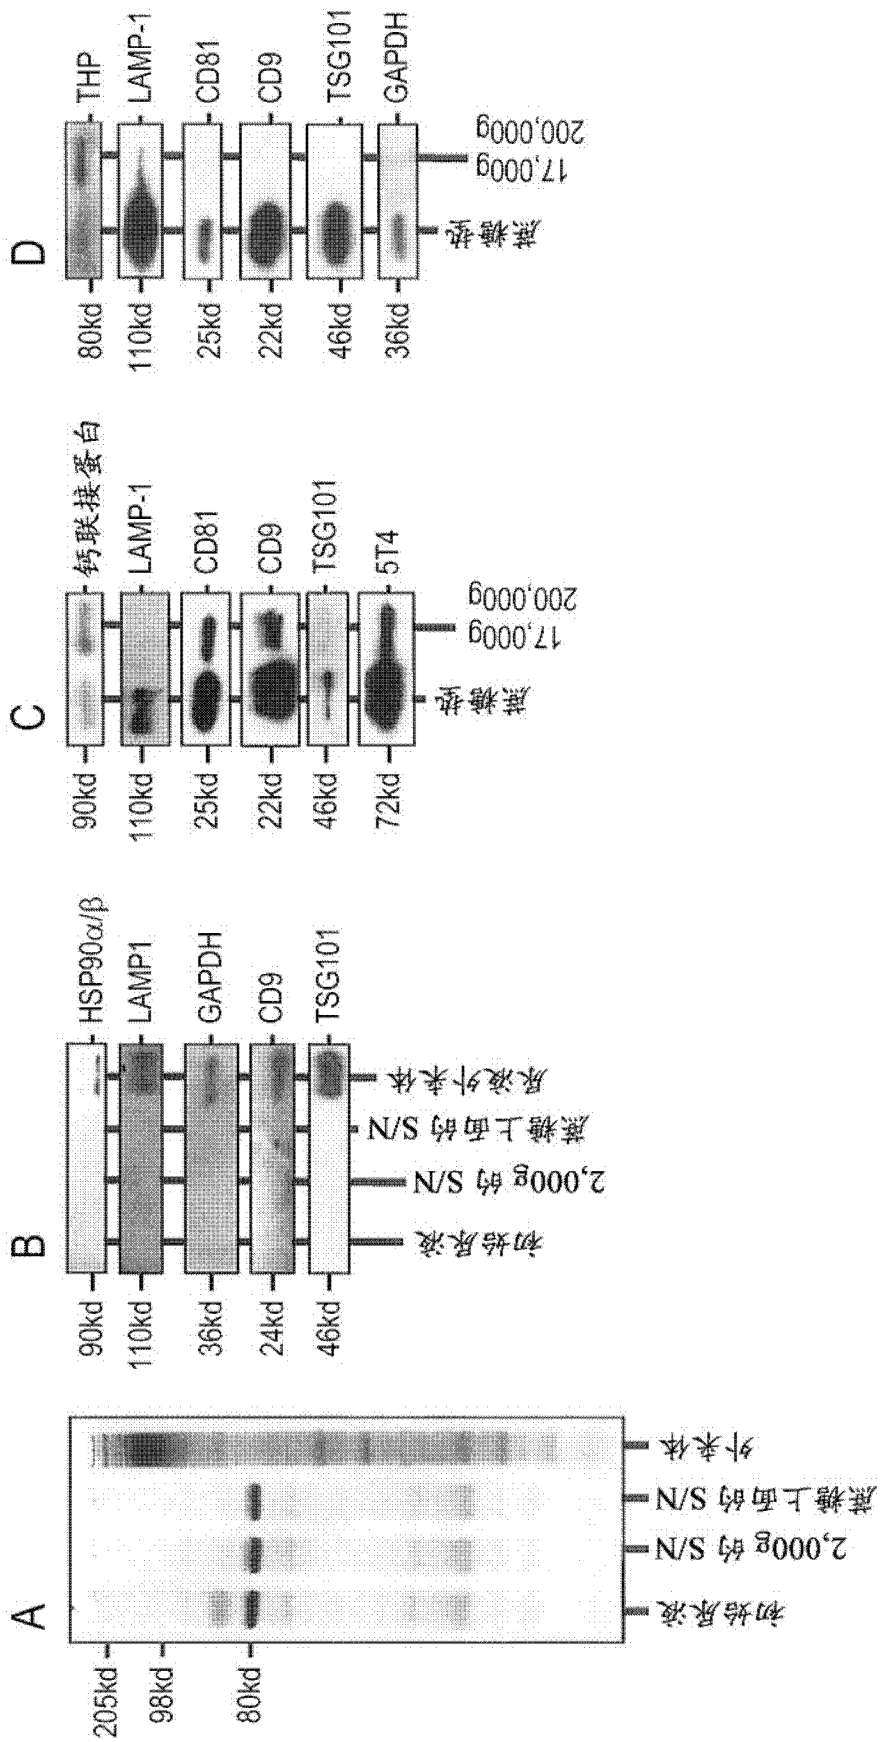 A
205kd
98kd
80kd
初始尿液
2,000g 的 S/N
蔗糖上面的 S/N
外来体
B
90kd
HSP90α/β
110kd
LAMP1
36kd
GAPDH
24kd
CD9
46kd
TSG101
初始尿液
2,000g 的 S/N
蔗糖上面的 S/N
尿液外来体
C
90kd
钙联接蛋白
110kd
LAMP-1
25kd
CD81
22kd
CD9
46kd
TSG101
72kd
5T4
蔗糖垫
17,000g
200,000g
D
80kd
THP
110kd
LAMP-1
25kd
CD81
22kd
CD9
46kd
TSG101
36kd
GAPDH
蔗糖垫
17,000g
200,000g